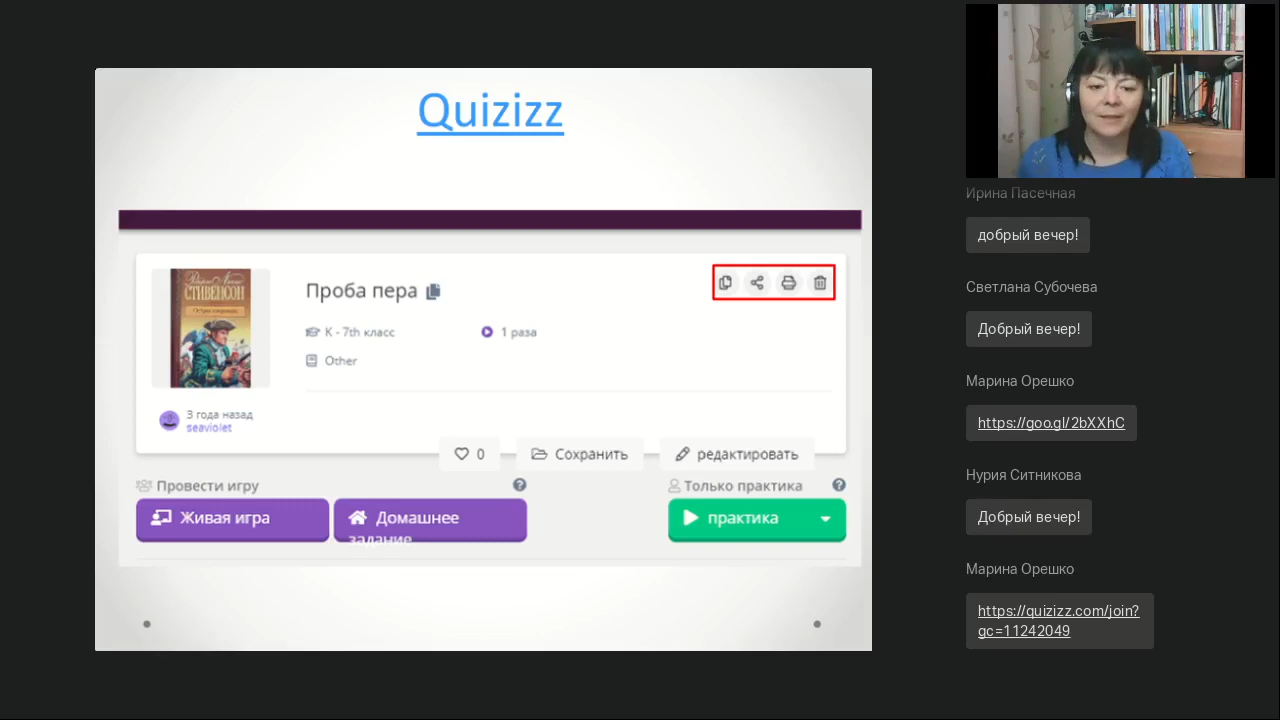 Quizizz
СТИВЕНСОН
Проба пера
K - 7th класс
1 раза
Other
3 года назад
seaviolet
0
Сохранить
редактировать
Провести игру
Только практика
Живая игра
Домашнее
задание
практика
Ирина Пасечная
добрый вечер!
Светлана Субочева
Добрый вечер!
Марина Орешко
https://goo.gl/2bXXhC
Нурия Ситникова
Добрый вечер!
Марина Орешко
https://quizizz.com/join?
gc=11242049